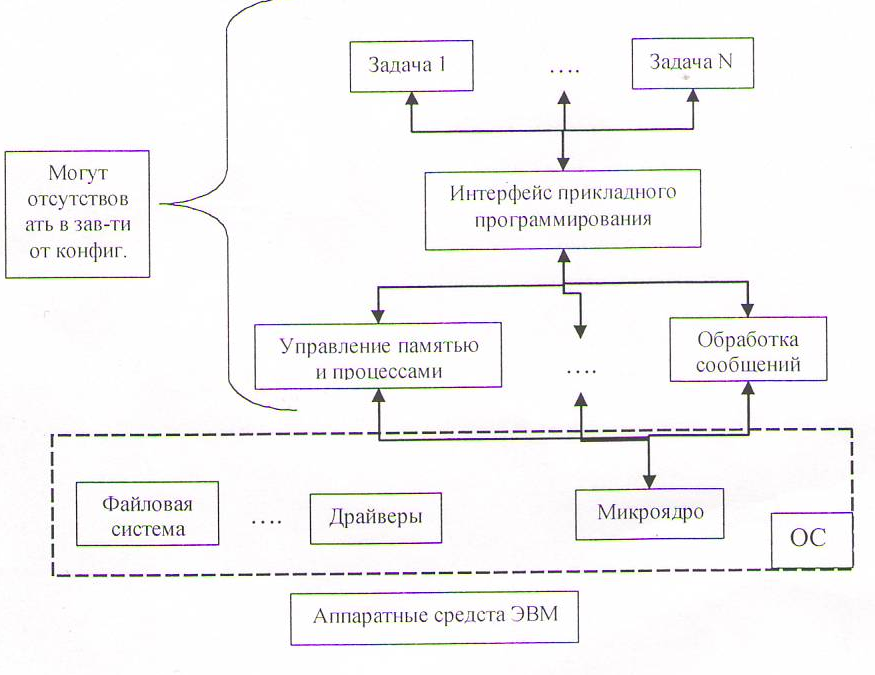 Задача 1
....
Задача N
Могут
отсутствов
ать в зав-ти
от конфиг.
Интерфейс прикладного
программирования
Управление памятью
и процессами
....
Обработка
сообщений
Файловая
система
....
Драйверы
Микроядро
ОС
Аппаратные средста ЭВМ